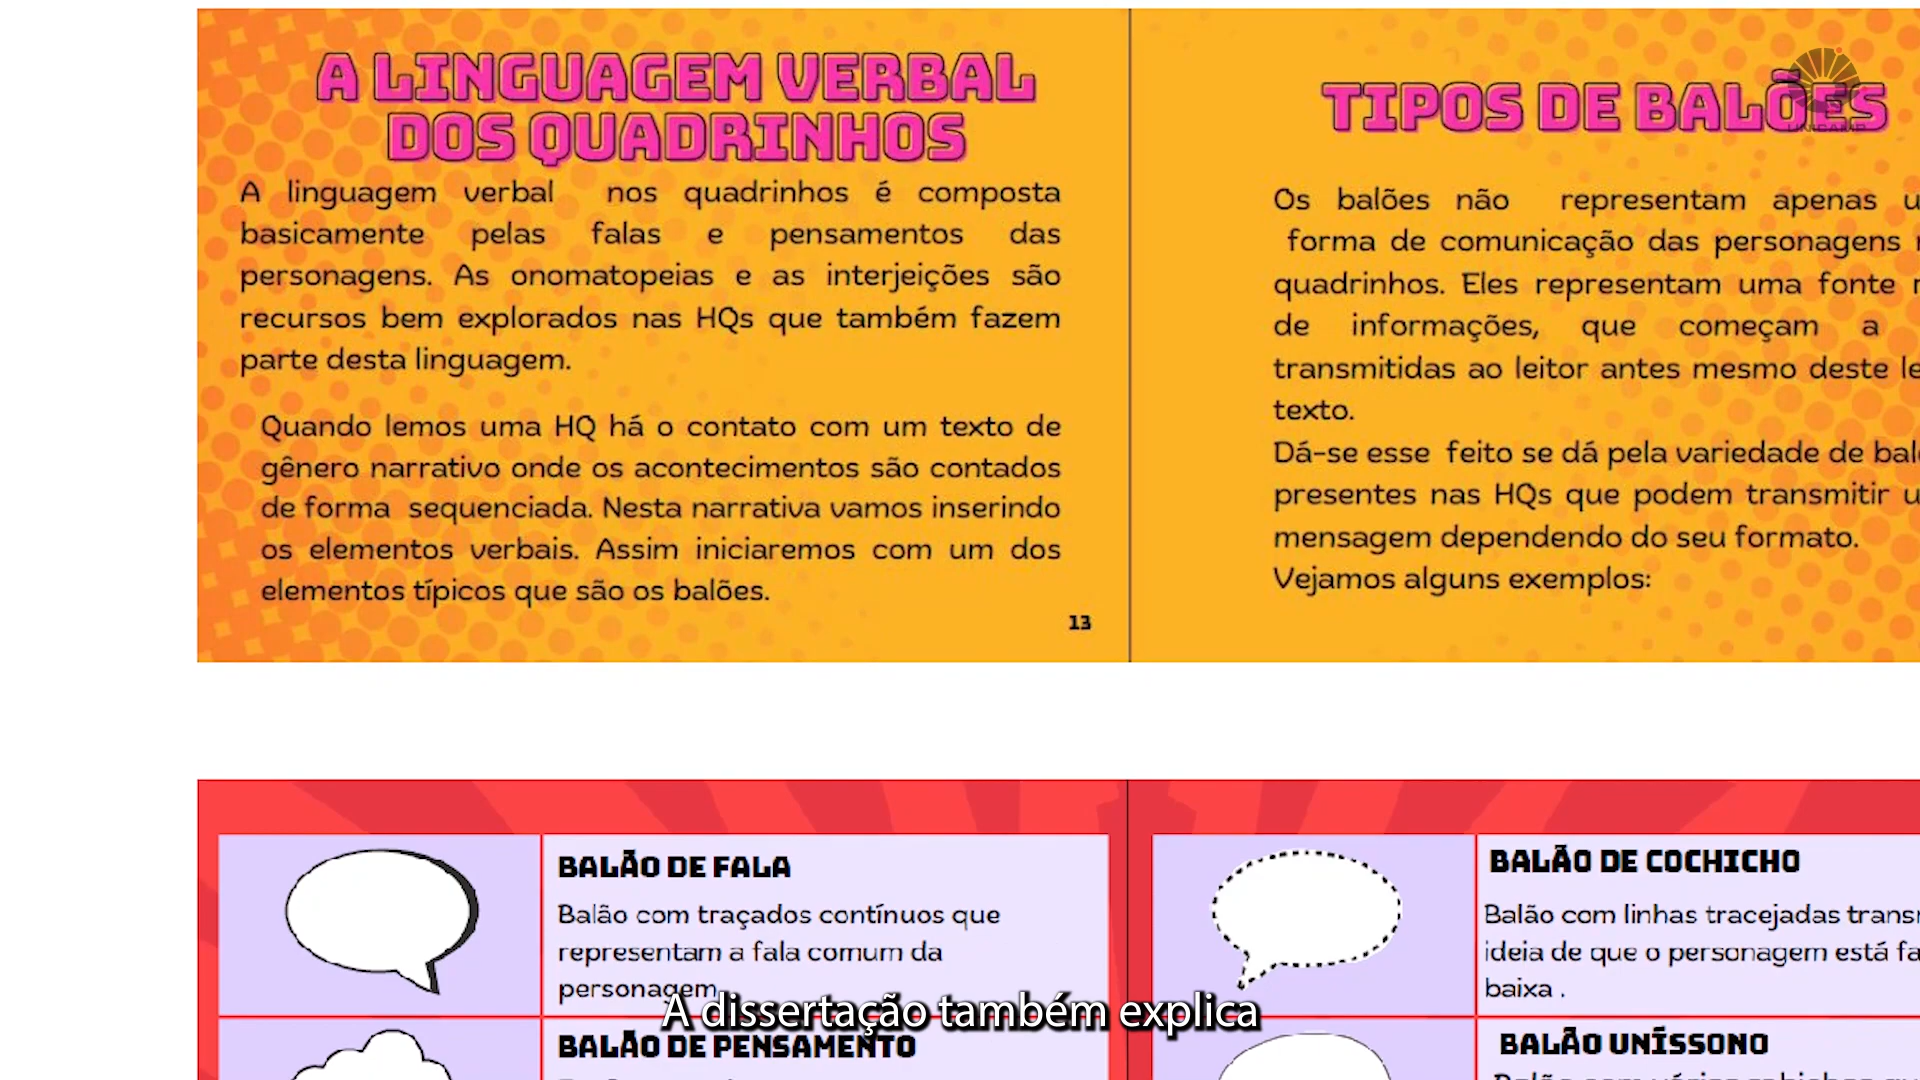 A LINGUAGEM VERBAL
DOS QUADRINHOS
A linguagem verbal nos quadrinhos é composta
basicamente pelas falas e pensamentos das
personagens. As onomatopeias e as interjeições são
recursos bem explorados nas HQs que também fazem
parte desta linguagem.
Quando lemos uma HQ há o contato com um texto de
gênero narrativo onde os acontecimentos são contados
de forma sequenciada. Nesta narrativa vamos inserindo
os elementos verbais. Assim iniciaremos com um dos
elementos típicos que são os balões.
13
TIPOS DE BALÕES
UNICAMP
Os balões não representam apenas
forma de comunicação das personagens
quadrinhos. Eles representam uma fonte
de informações, que começam a
transmitidas ao leitor antes mesmo deste
texto.
Dá-se esse feito se dá pela variedade de
presentes nas HQs que podem transmitir
mensagem dependendo do seu formato.
Vejamos alguns exemplos:
BALÃO DE FALA
Balão com traçados contínuos que
representam a fala comum da
personagem
BALÃO DE PENSAMENTO
BALÃO DE COCHICHO
Balão com linhas tracejadas
ideia de que o personagem está
baixa .
BALÃO UNÍSSONO
A dissertação também explica